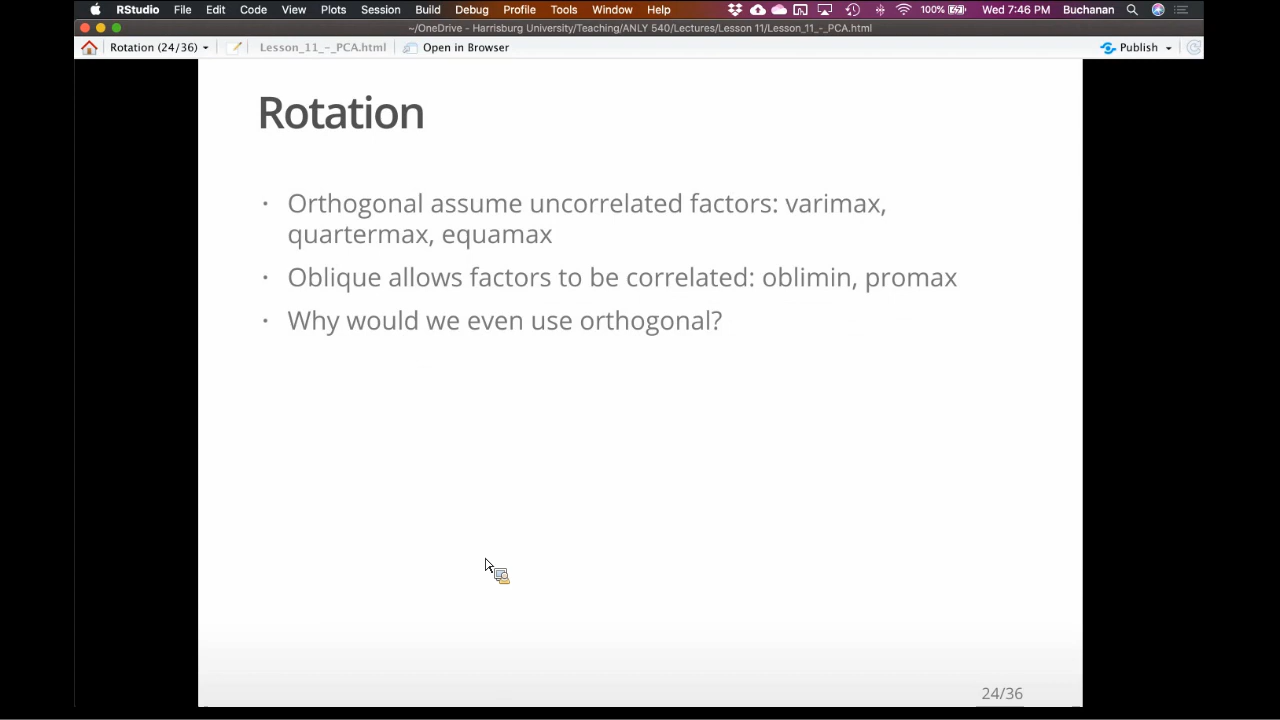 RStudio File Edit Code View Plots Session Build Debug Profile Tools Window Help 100% Wed 7:46 PM Buchanan
~/OneDrive - Harrisburg University/Teaching/ANLY 540/Lectures/Lesson 11/Lesson_11_-_PCA.html
Rotation (24/36) Lesson_11_-_PCA.html Open in Browser Publish
Rotation
• Orthogonal assume uncorrelated factors: varimax,
quartermax, equamax
• Oblique allows factors to be correlated: oblimin, promax
• Why would we even use orthogonal?
24/36